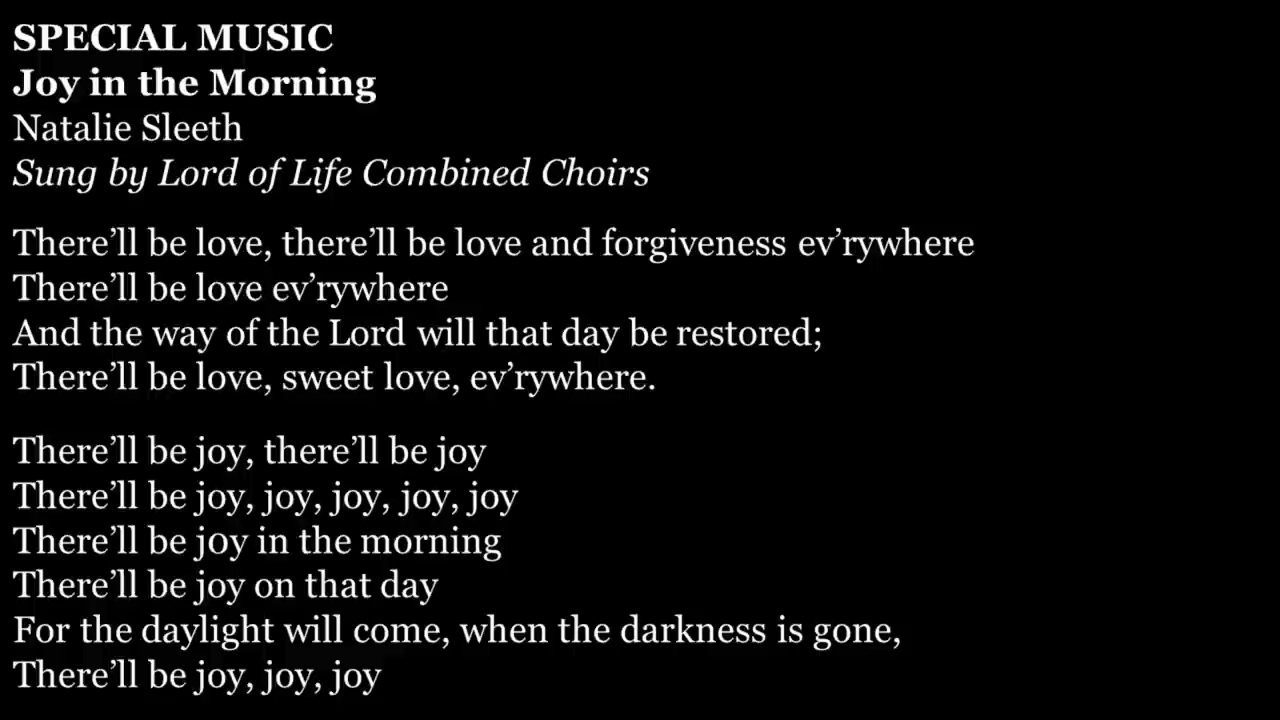 SPECIAL MUSIC
Joy in the Morning
Natalie Sleeth
Sung by Lord of Life Combined Choirs
There’ll be love, there’ll be love and forgiveness ev’rywhere
There’ll be love ev’rywhere
And the way of the Lord will that day be restored;
There’ll be love, sweet love, ev’rywhere.
There’ll be joy, there’ll be joy
There’ll be joy, joy, joy, joy, joy
There’ll be joy in the morning
There’ll be joy on that day
For the daylight will come, when the darkness is gone,
There’ll be joy, joy, joy